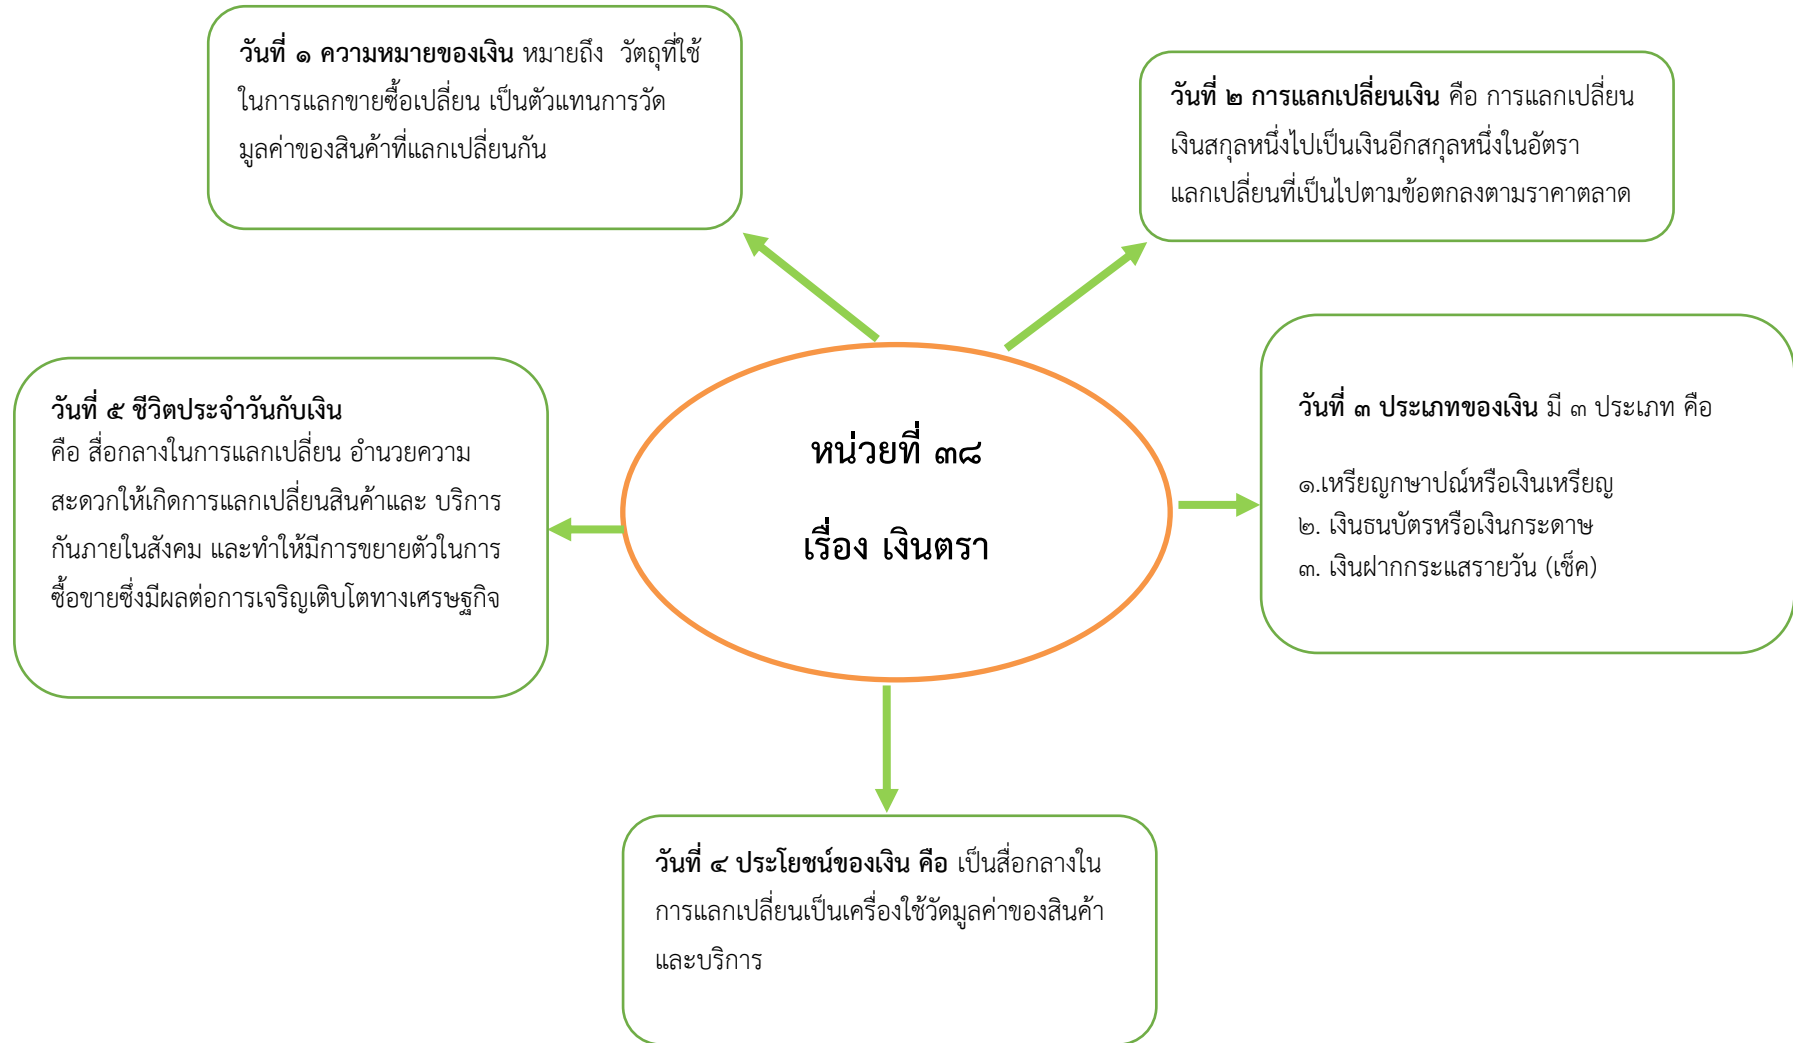 วันที่ ๑ ความหมายของเงิน หมายถึง วัตถุที่ใช้
ในการแลกขายซื้อเปลี่ยน เป็นตัวแทนการวัด
มูลค่าของสินค้าที่แลกเปลี่ยนกัน
วันที่ ๒ การแลกเปลี่ยนเงิน คือ การแลกเปลี่ยน
เงินสกุลหนึ่งไปเป็นเงินอีกสกุลหนึ่งในอัตรา
แลกเปลี่ยนที่เป็นไปตามข้อตกลงตามราคาตลาด
หน่วยที่ ๓๘
เรื่อง เงินตรา
วันที่ ๓ ประเภทของเงิน มี ๓ ประเภท คือ
๑.เหรียญกษาปณ์หรือเงินเหรียญ
๒. เงินธนบัตรหรือเงินกระดาษ
๓. เงินฝากกระแสรายวัน (เช็ค)
วันที่ ๔ ประโยชน์ของเงิน คือ เป็นสื่อกลางใน
การแลกเปลี่ยนเป็นเครื่องใช้วัดมูลค่าของสินค้า
และบริการ
วันที่ ๕ ชีวิตประจำวันกับเงิน
คือ สื่อกลางในการแลกเปลี่ยน อำนวยความ
สะดวกให้เกิดการแลกเปลี่ยนสินค้าและ บริการ
กันภายในสังคม และทำให้มีการขยายตัวในการ
ซื้อขายซึ่งมีผลต่อการเจริญเติบโตทางเศรษฐกิจ